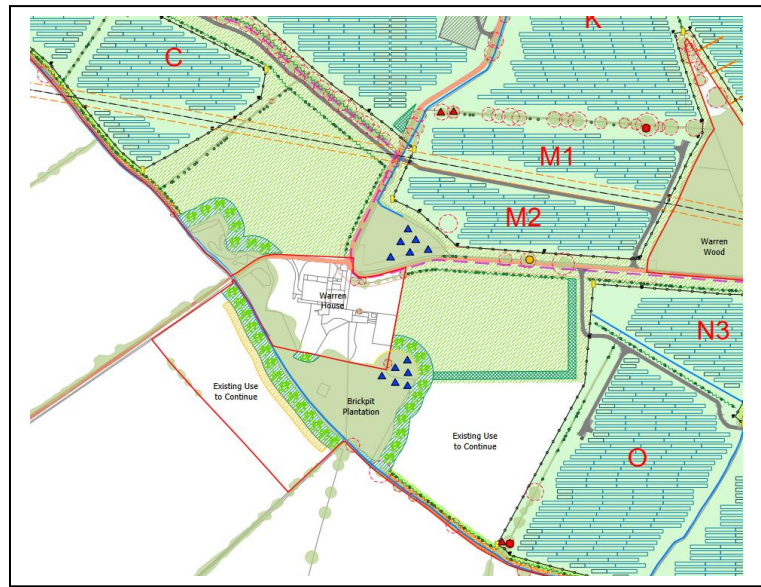 K
C
M1
M2
Warren
Wood
Warren
House
N3
Existing Use
to Continue
Brickpit
Plantation
Existing Use
to Continue
O